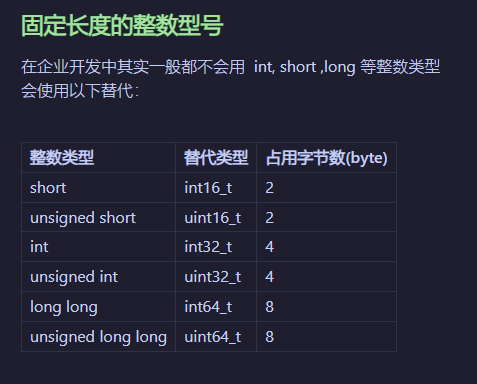 固定长度的整数型号
在企业开发中其实一般都不会用 int, short ,long 等整数类型
会使用以下替代：
整数类型 替代类型 占用字节数(byte)
short int16_t 2
unsigned short uint16_t 2
int int32_t 4
unsigned int uint32_t 4
long long int64_t 8
unsigned long long uint64_t 8